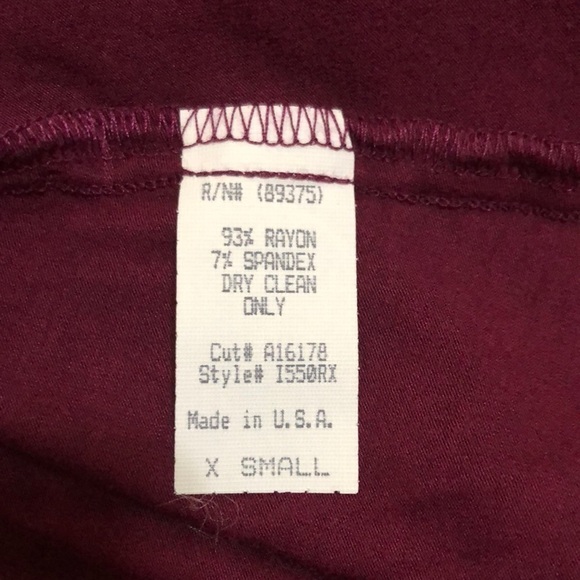 R/N# (89375)
93% RAYON
7% SPANDEX
DRY CLEAN
ONLY
Cut# A16178
Style# I550RX
Made in U.S.A.
X SMALL